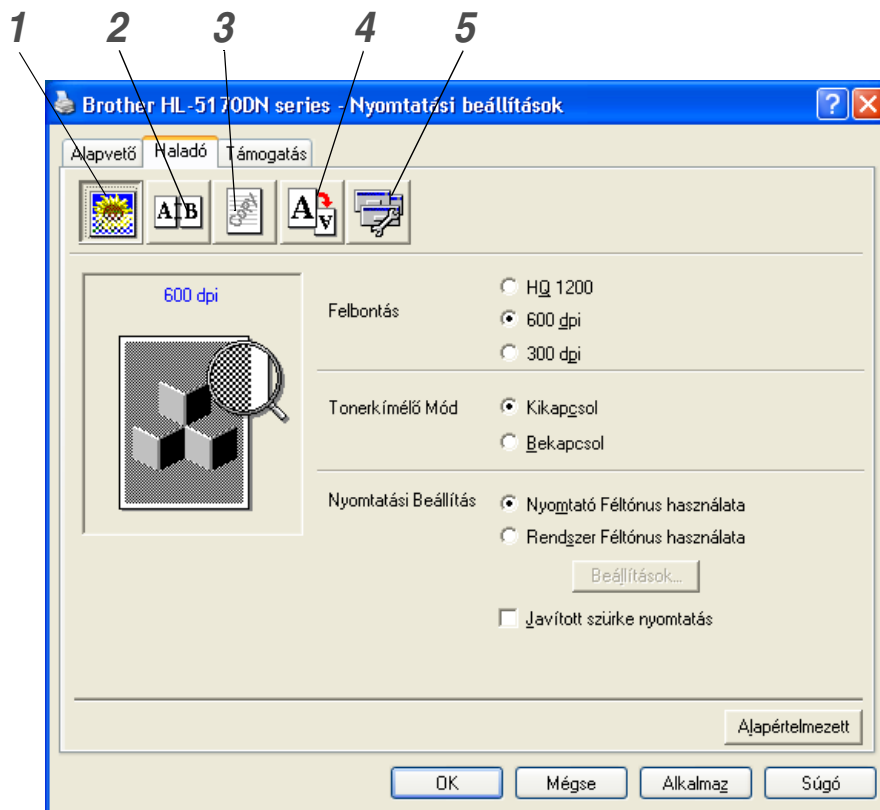 1 2 3 4 5
Brother HL-5170DN series - Nyomtatási beállítások
Alapvető Haladó Támogatás
A B Copy A A
600 dpi
Felbontás
HQ 1200
600 dpi
300 dpi
Tonerkímélő Mód
Kikapcsol
Bekapcsol
Nyomtatási Beállítás
Nyomtató Féltónus használata
Rendszer Féltónus használata
Beállítások...
Javított szürke nyomtatás
Alapértelmezett
OK Mégse Alkalmaz Súgó